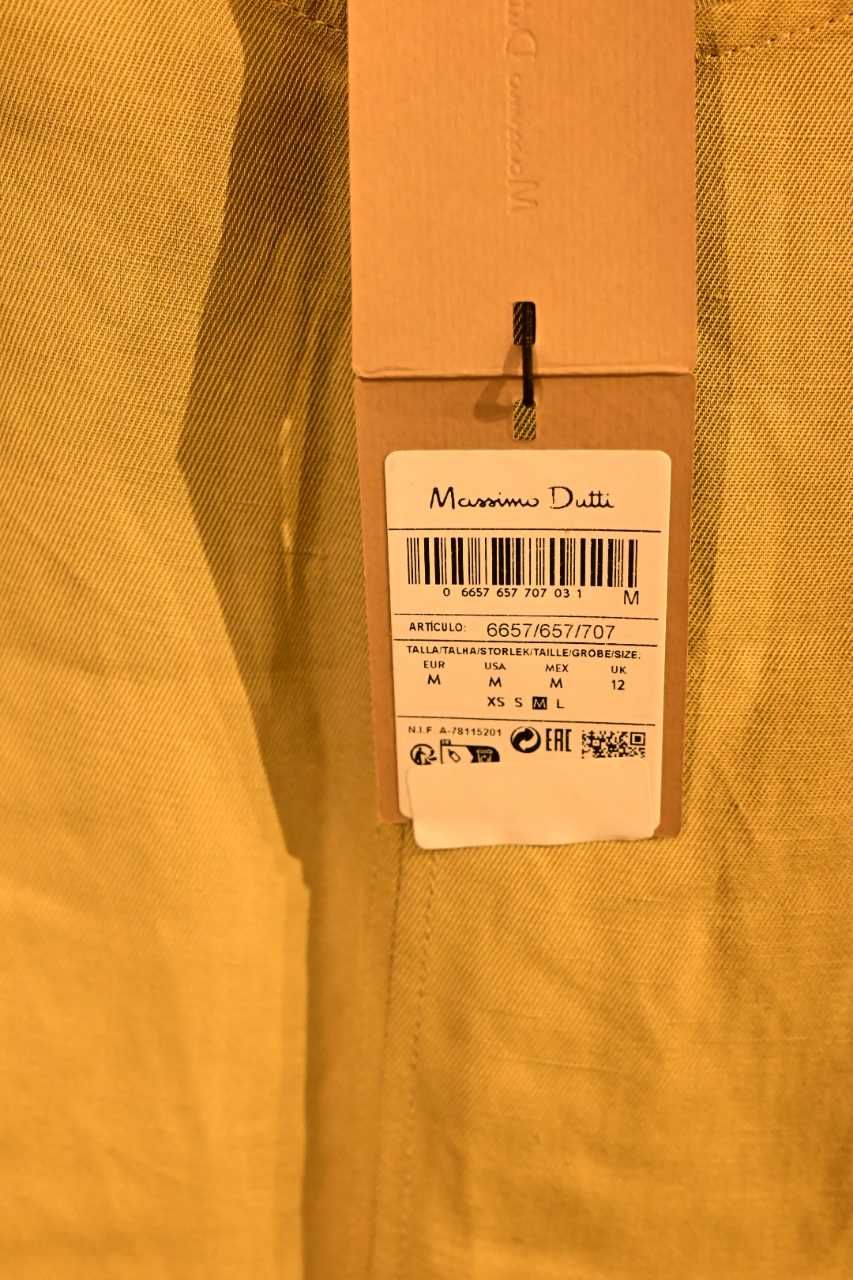 Massimo Dutti
0 6657 657 707 03 1
M
ARTÍCULO: 6657/657/707
TALLA/TALHA/STORLEK/TAILLE/GRÖBE/SIZE.
EUR USA MEX UK
M M M 12
XS S M L
N.I.F. A-78115201 EAC